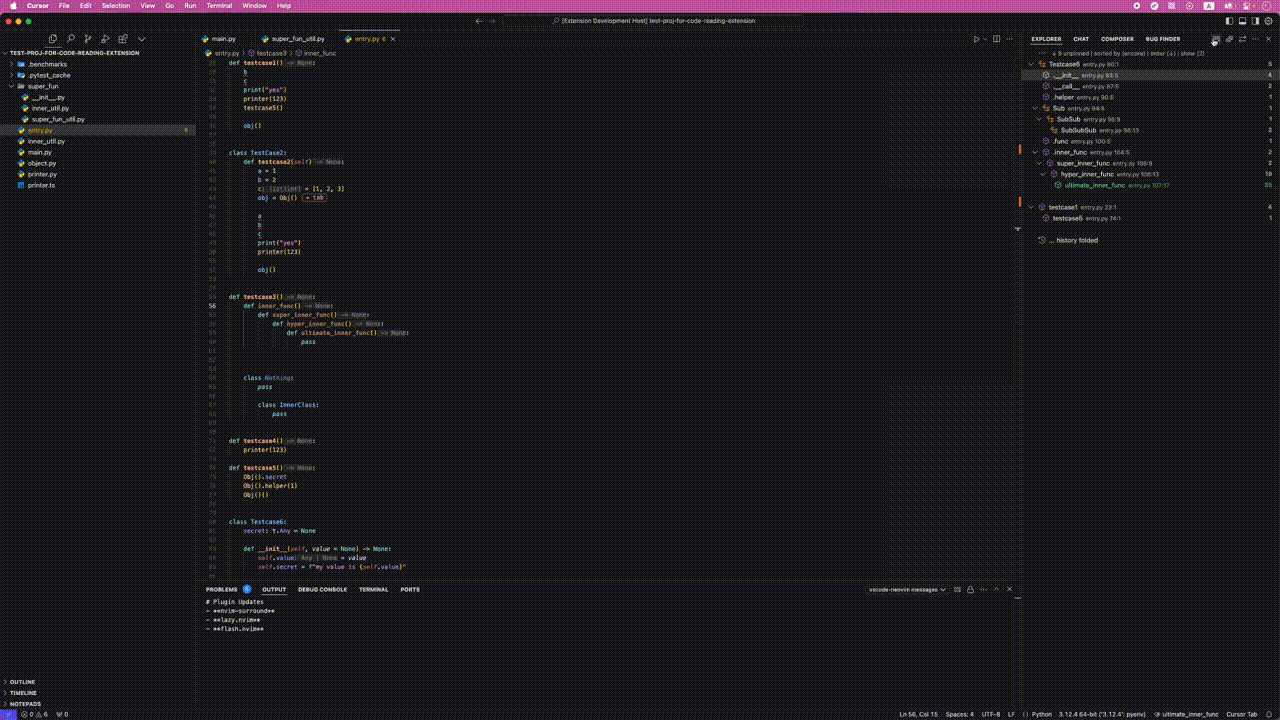 Cursor File Edit Selection View Go Run Terminal Window Help
[Extension Development Host] test-proj-for-code-reading-extension
main.py super_fun_util.py entry.py 6
EXPLORER CHAT COMPOSER BUG FINDER
TEST-PROJ-FOR-CODE-READING-EXTENSION
.benchmarks
.pytest_cache
super_fun
__init__.py
inner_util.py
super_fun_util.py
entry.py 6
inner_util.py
main.py
object.py
printer.py
printer.ts
OUTLINE
TIMELINE
NOTEPADS
entry.py > testcase3 > inner_func
def testcase1() -> None:
b
c
print("yes")
printer(123)
testcase5()
obj()
class TestCase2:
def testcase2(self) -> None:
a = 1
b = 2
c: list[int] = [1, 2, 3]
obj = Obj() → tab
a
b
c
print("yes")
printer(123)
obj()
def testcase3() -> None:
56 def inner_func() -> None:
def super_inner_func() -> None:
def hyper_inner_func() -> None:
def ultimate_inner_func() -> None:
pass
class Nothing:
pass
class InnerClass:
pass
def testcase4() -> None:
printer(123)
def testcase5() -> None:
Obj().secret
Obj().helper(1)
Obj()()
class Testcase6:
secret: t.Any = None
def __init__(self, value = None) -> None:
self.value: Any | None = value
self.secret = f"my value is {self.value}"
... ↓ 9 unpinned | sorted by (encore) order (↓) | show (2)
Testcase6 entry.py 80:1 5
.__init__ entry.py 83:5 4
.__call__ entry.py 87:5 2
.helper entry.py 90:5 1
Sub entry.py 94:5 1
SubSub entry.py 95:9 1
SubSubSub entry.py 96:13 2
.func entry.py 100:5 1
.inner_func entry.py 104:5 2
super_inner_func entry.py 105:9 2
hyper_inner_func entry.py 106:13 19
ultimate_inner_func entry.py 107:17 35
testcase1 entry.py 23:1 4
testcase5 entry.py 74:1 1
... history folded
PROBLEMS 6 OUTPUT DEBUG CONSOLE TERMINAL PORTS
vscode-neovim messages
# Plugin Updates
- **nvim-surround**
- **lazy.nvim**
- **flash.nvim**
0 6 0
Ln 56, Col 15 Spaces: 4 UTF-8 LF Python 3.12.4 64-bit ('3.12.4': pyenv) ultimate_inner_func Cursor Tab